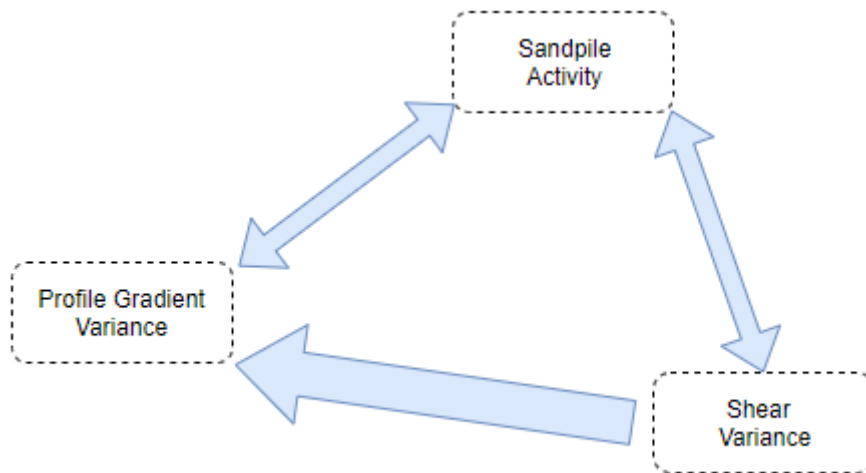 Sandpile
Activity
Profile Gradient
Variance
Shear
Variance